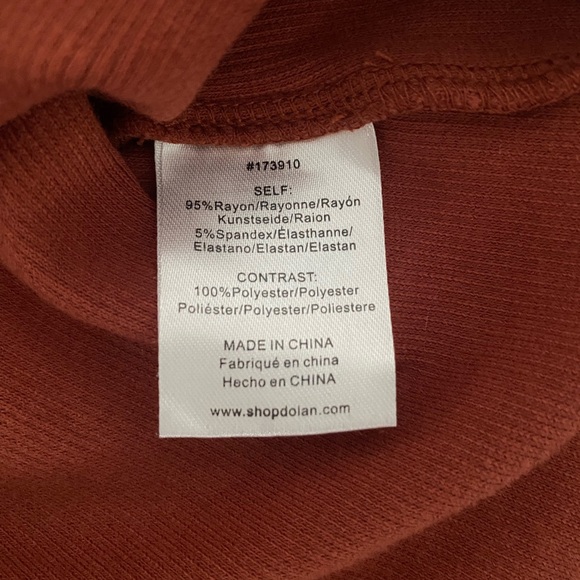 #173910
SELF:
95%Rayon/Rayonne/Rayón
Kunstseide/Raion
5%Spandex/Élasthanne/
Elastano/Elastan/Elastan
CONTRAST:
100%Polyester/Polyester
Poliéster/Polyester/Poliestere
MADE IN CHINA
Fabriqué en china
Hecho en CHINA
www.shopdolan.com